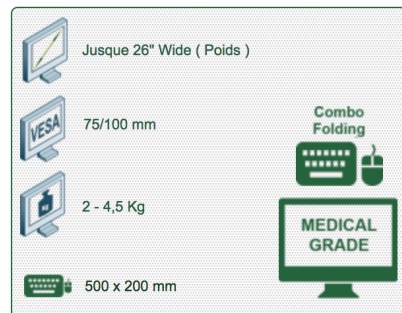 Jusque 26" Wide ( Poids )
VESA
75/100 mm
2 - 4,5 Kg
500 x 200 mm
Combo
Folding
MEDICAL
GRADE